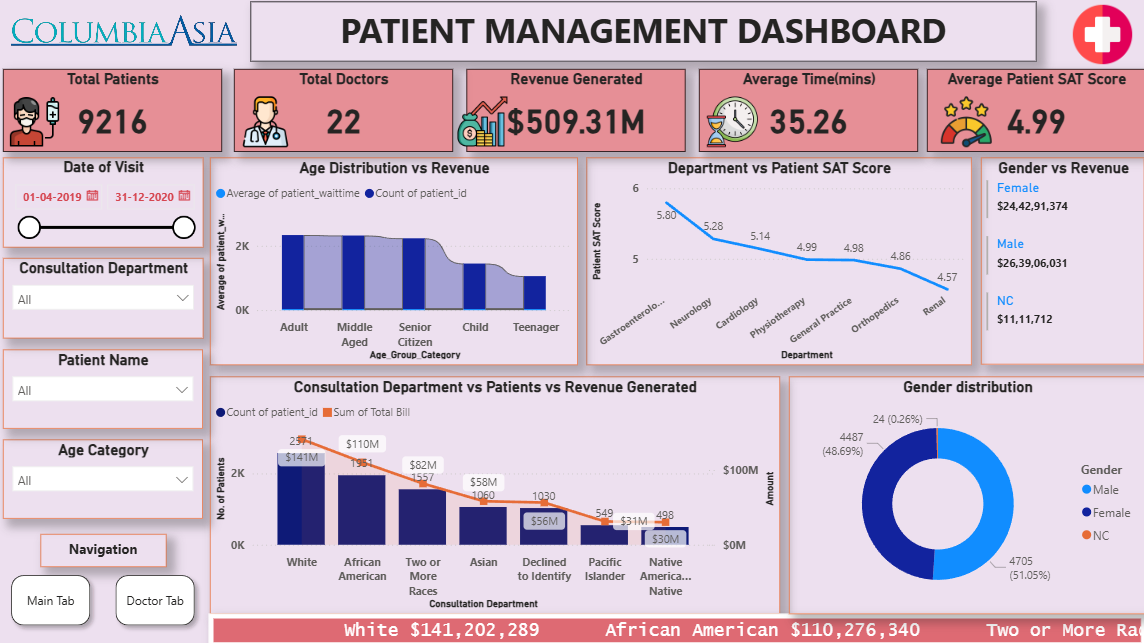 COLUMBIAASIA
PATIENT MANAGEMENT DASHBOARD
Total Patients
9216
Total Doctors
22
Revenue Generated
$509.31M
Average Time(mins)
35.26
Average Patient SAT Score
4.99
Date of Visit
01-04-2019
31-12-2020
Consultation Department
All
Patient Name
All
Age Category
All
Navigation
Main Tab
Doctor Tab
Age Distribution vs Revenue
Average of patient_waittime
Count of patient_id
Average of patient_w...
2K
0K
Adult
Middle
Aged
Senior
Citizen
Child
Teenager
Age_Group_Category
Department vs Patient SAT Score
Patient SAT Score
6
5
5.80
5.28
5.14
4.99
4.98
4.86
4.57
Gastroenterolo...
Neurology
Cardiology
Physiotherapy
General Practice
Orthopedics
Renal
Department
Gender vs Revenue
Female
$24,42,91,374
Male
$26,39,06,031
NC
$11,11,712
Consultation Department vs Patients vs Revenue Generated
Count of patient_id
Sum of Total Bill
No. of Patients
2K
0K
2571
$141M
$110M
1951
$82M
1557
$58M
1060
1030
$56M
549
$31M
498
$30M
$100M
$0M
Amount
White
African
American
Two or
More
Races
Asian
Declined
to Identify
Pacific
Islander
Native
America...
Native
Consultation Department
Gender distribution
24 (0.26%)
4487
(48.69%)
4705
(51.05%)
Gender
Male
Female
NC
White $141,202,289 African American $110,276,340 Two or More Ra